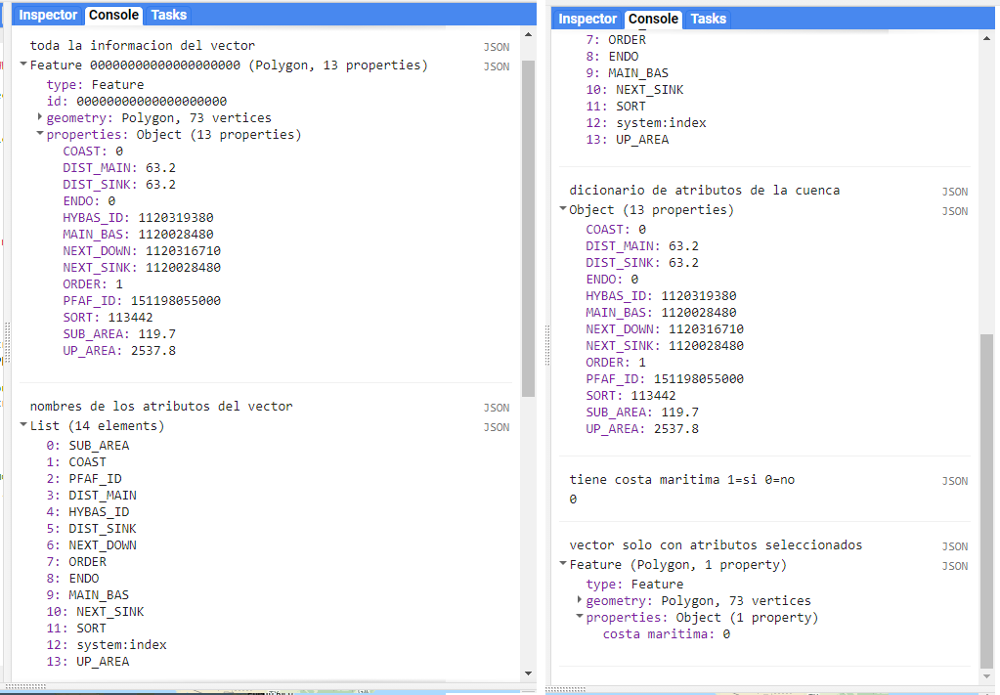 Inspector Console Tasks
toda la informacion del vector JSON
Feature 00000000000000000000 (Polygon, 13 properties) JSON
type: Feature
id: 00000000000000000000
geometry: Polygon, 73 vertices
properties: Object (13 properties)
COAST: 0
DIST_MAIN: 63.2
DIST_SINK: 63.2
ENDO: 0
HYBAS_ID: 1120319380
MAIN_BAS: 1120028480
NEXT_DOWN: 1120316710
NEXT_SINK: 1120028480
ORDER: 1
PFAF_ID: 151198055000
SORT: 113442
SUB_AREA: 119.7
UP_AREA: 2537.8
nombres de los atributos del vector JSON
List (14 elements) JSON
0: SUB_AREA
1: COAST
2: PFAF_ID
3: DIST_MAIN
4: HYBAS_ID
5: DIST_SINK
6: NEXT_DOWN
7: ORDER
8: ENDO
9: MAIN_BAS
10: NEXT_SINK
11: SORT
12: system:index
13: UP_AREA
Inspector Console Tasks
7: ORDER
8: ENDO
9: MAIN_BAS
10: NEXT_SINK
11: SORT
12: system:index
13: UP_AREA
dicionario de atributos de la cuenca JSON
Object (13 properties) JSON
COAST: 0
DIST_MAIN: 63.2
DIST_SINK: 63.2
ENDO: 0
HYBAS_ID: 1120319380
MAIN_BAS: 1120028480
NEXT_DOWN: 1120316710
NEXT_SINK: 1120028480
ORDER: 1
PFAF_ID: 151198055000
SORT: 113442
SUB_AREA: 119.7
UP_AREA: 2537.8
tiene costa maritima 1=si 0=no JSON
0
vector solo con atributos seleccionados JSON
Feature (Polygon, 1 property) JSON
type: Feature
geometry: Polygon, 73 vertices
properties: Object (1 property)
costa maritima: 0